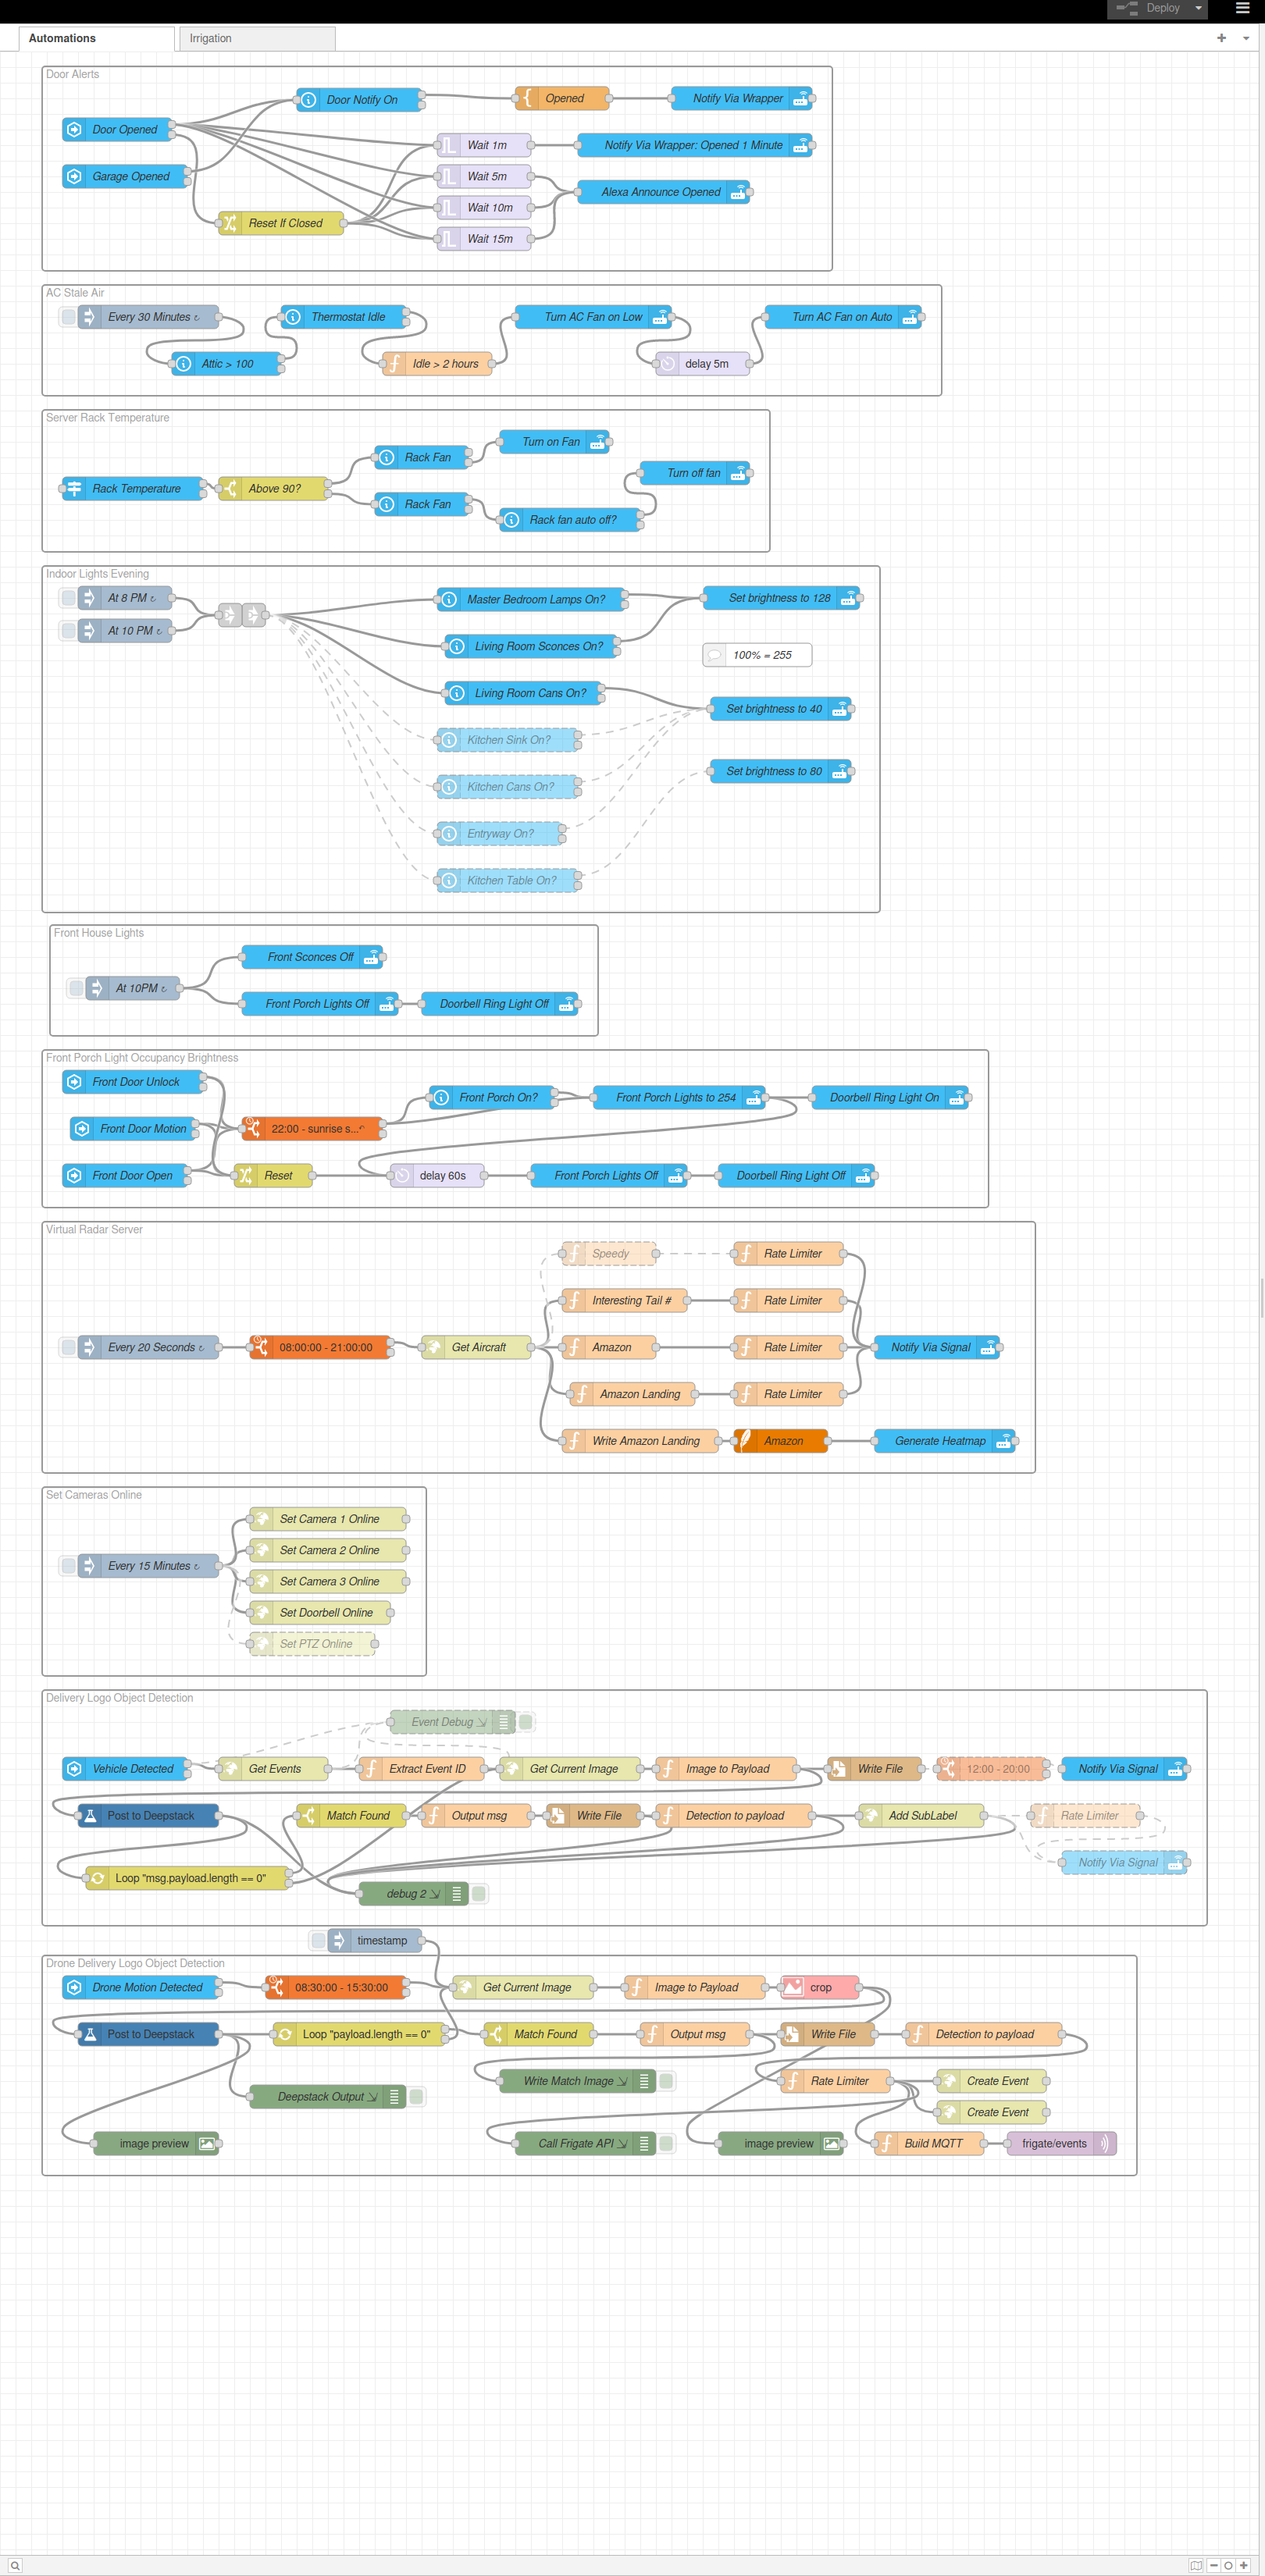 Deploy
Automations
Irrigation
Door Alerts
Door Notify On
Opened
Notify Via Wrapper
Door Opened
Wait 1m
Notify Via Wrapper: Opened 1 Minute
Garage Opened
Wait 5m
Alexa Announce Opened
Wait 10m
Reset If Closed
Wait 15m
AC Stale Air
Every 30 Minutes ↻
Thermostat Idle
Turn AC Fan on Low
Turn AC Fan on Auto
Attic > 100
Idle > 2 hours
delay 5m
Server Rack Temperature
Turn on Fan
Rack Fan
Turn off fan
Rack Temperature
Above 90?
Rack Fan
Rack fan auto off?
Indoor Lights Evening
At 8 PM ↻
Master Bedroom Lamps On?
Set brightness to 128
At 10 PM ↻
Living Room Sconces On?
100% = 255
Living Room Cans On?
Set brightness to 40
Kitchen Sink On?
Set brightness to 80
Kitchen Cans On?
Entryway On?
Kitchen Table On?
Front House Lights
Front Sconces Off
At 10PM ↻
Front Porch Lights Off
Doorbell Ring Light Off
Front Porch Light Occupancy Brightness
Front Door Unlock
Front Porch On?
Front Porch Lights to 254
Doorbell Ring Light On
Front Door Motion
22:00 - sunrise s...
Front Door Open
Reset
delay 60s
Front Porch Lights Off
Doorbell Ring Light Off
Virtual Radar Server
Speedy
Rate Limiter
Interesting Tail #
Rate Limiter
Every 20 Seconds ↻
08:00:00 - 21:00:00
Get Aircraft
Amazon
Rate Limiter
Notify Via Signal
Amazon Landing
Rate Limiter
Write Amazon Landing
Amazon
Generate Heatmap
Set Cameras Online
Set Camera 1 Online
Set Camera 2 Online
Every 15 Minutes ↻
Set Camera 3 Online
Set Doorbell Online
Set PTZ Online
Delivery Logo Object Detection
Event Debug
Vehicle Detected
Get Events
Extract Event ID
Get Current Image
Image to Payload
Write File
12:00 - 20:00
Notify Via Signal
Post to Deepstack
Match Found
Output msg
Write File
Detection to payload
Add SubLabel
Rate Limiter
Notify Via Signal
Loop "msg.payload.length == 0"
debug 2
timestamp
Drone Delivery Logo Object Detection
Drone Motion Detected
08:30:00 - 15:30:00
Get Current Image
Image to Payload
crop
Post to Deepstack
Loop "payload.length == 0"
Match Found
Output msg
Write File
Detection to payload
Write Match Image
Rate Limiter
Create Event
Deepstack Output
Create Event
image preview
Call Frigate API
image preview
Build MQTT
frigate/events